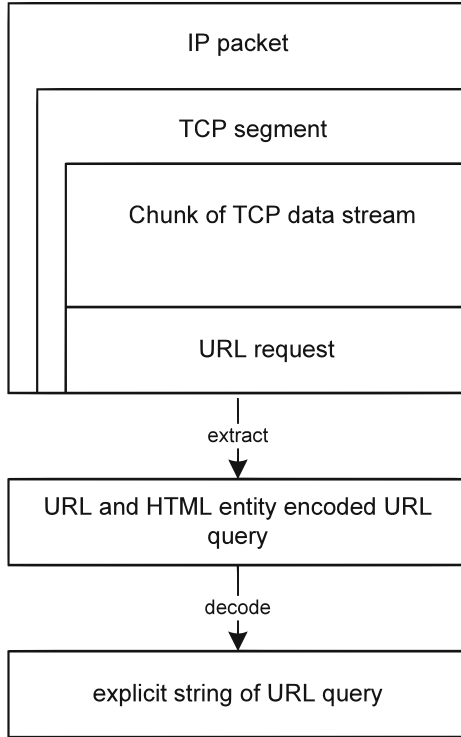 IP packet
TCP segment
Chunk of TCP data stream
URL request
extract
URL and HTML entity encoded URL
query
decode
explicit string of URL query